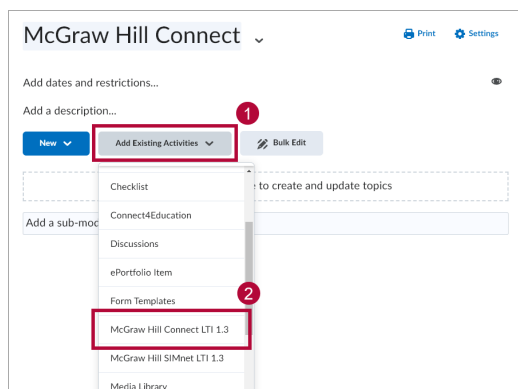 McGraw Hill Connect
Print
Settings
Add dates and restrictions...
Add a description...
1
New
Add Existing Activities
Bulk Edit
e to create and update topics
Checklist
Connect4Education
Add a sub-mod
Discussions
ePortfolio Item
Form Templates
2
McGraw Hill Connect LTI 1.3
McGraw Hill SIMnet LTI 1.3
Media Library